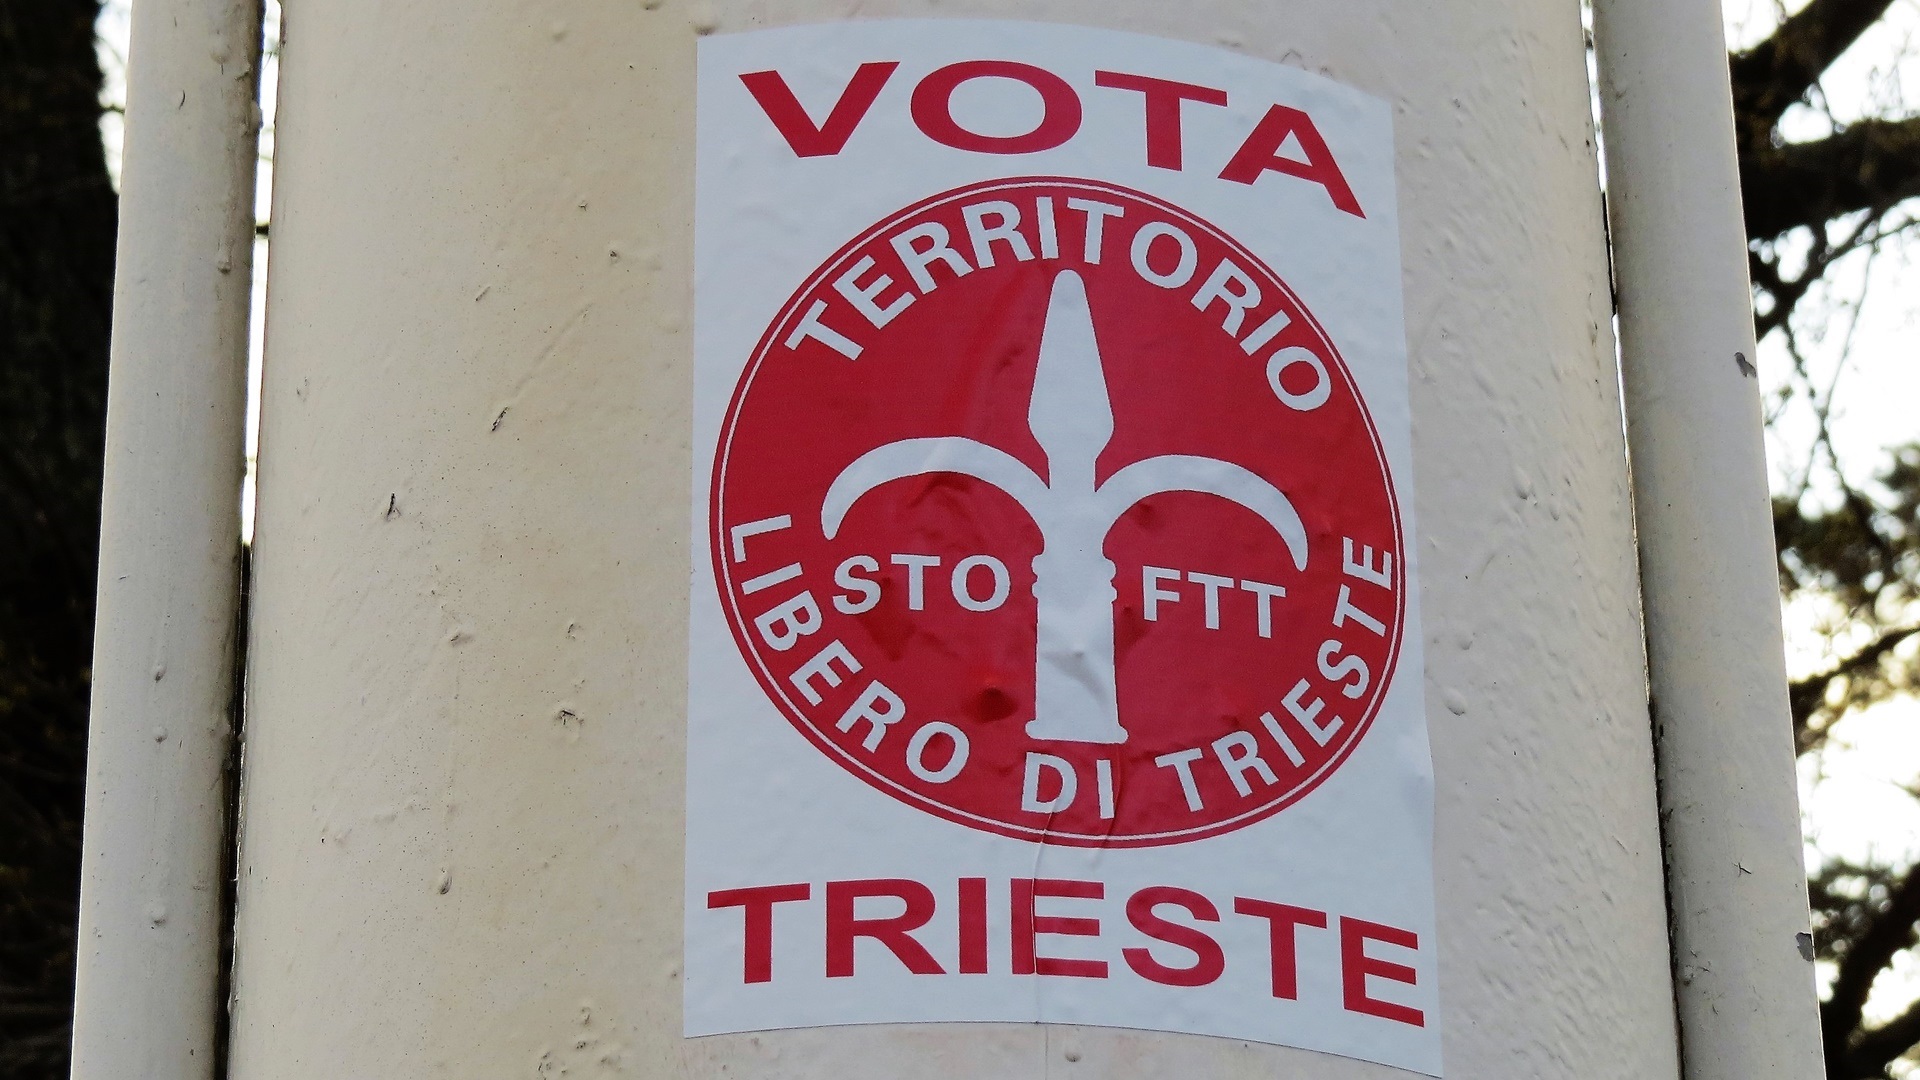 VOTA
TERRITORIO
STO FTT
LIBERO DI TRIESTE
TRIESTE